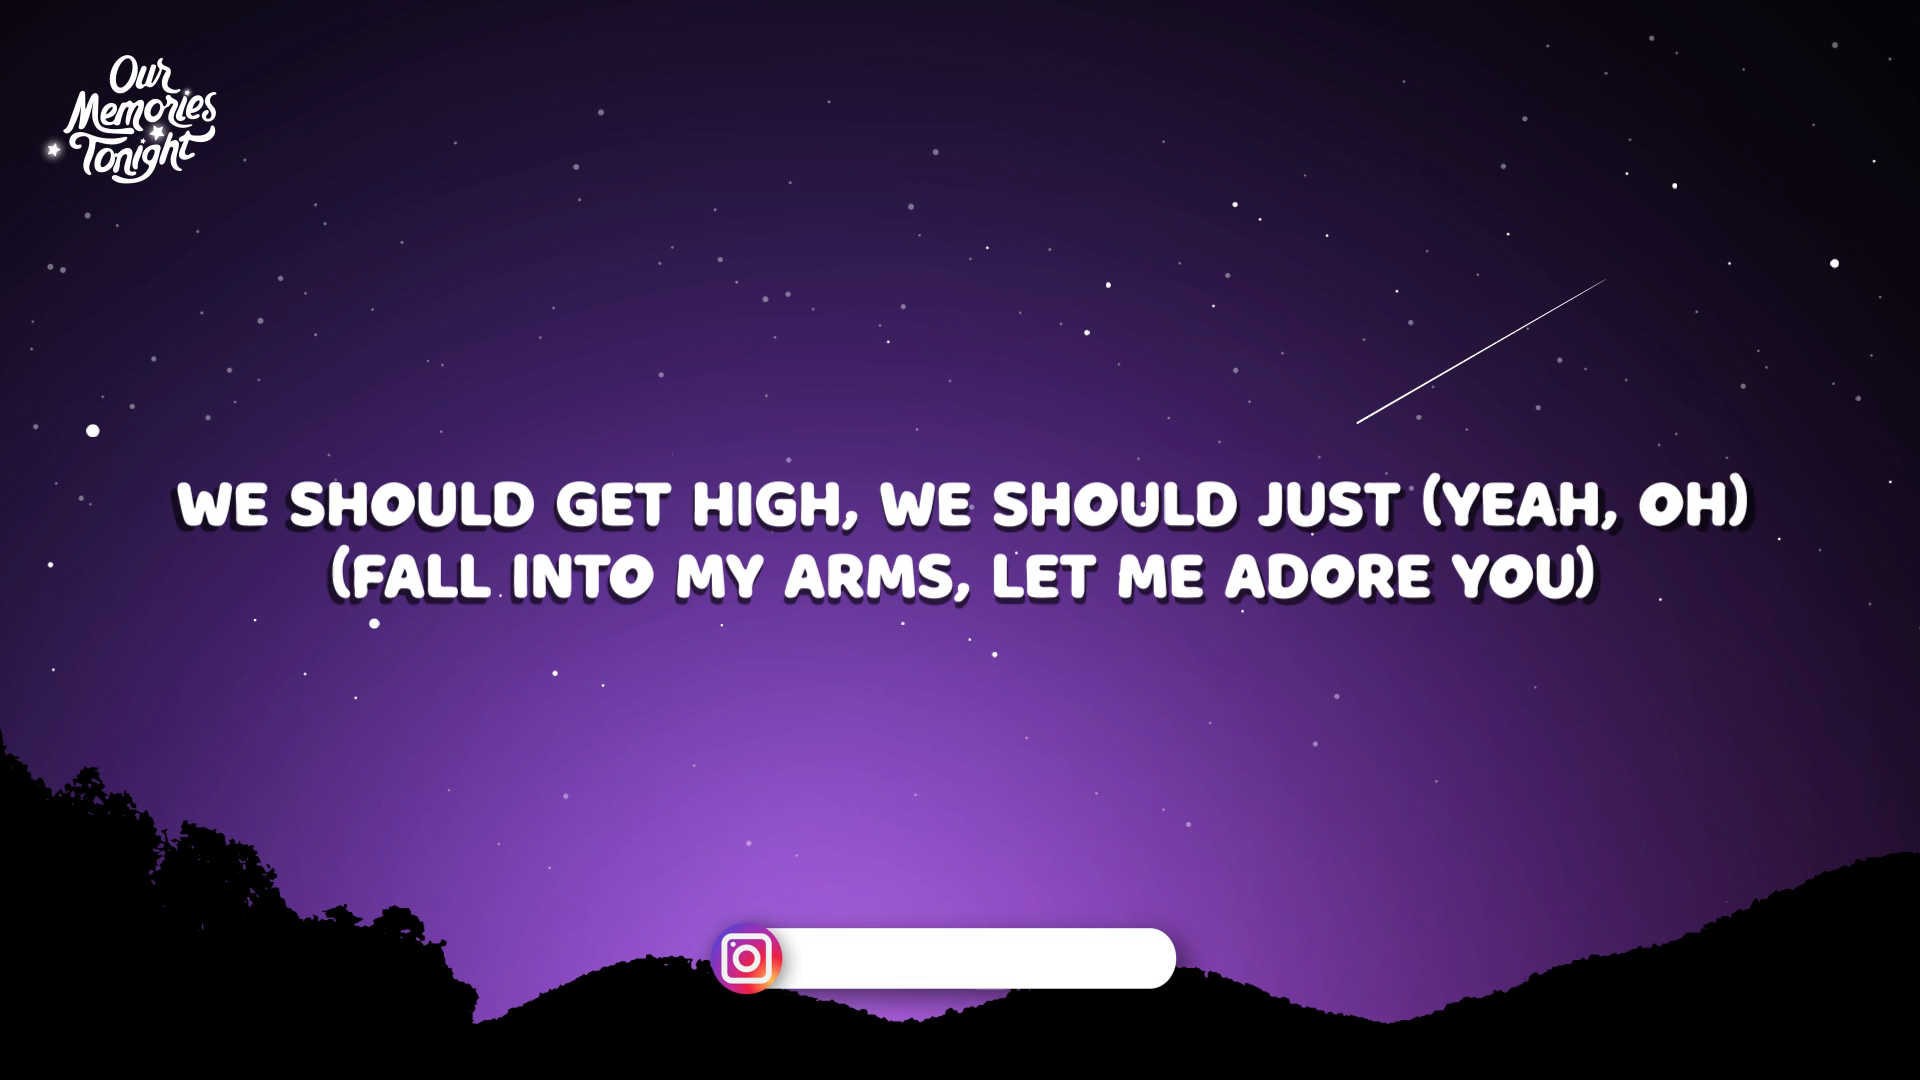 Our
Memories
Tonight
WE SHOULD GET HIGH, WE SHOULD JUST (YEAH, OH)
(FALL INTO MY ARMS, LET ME ADORE YOU)